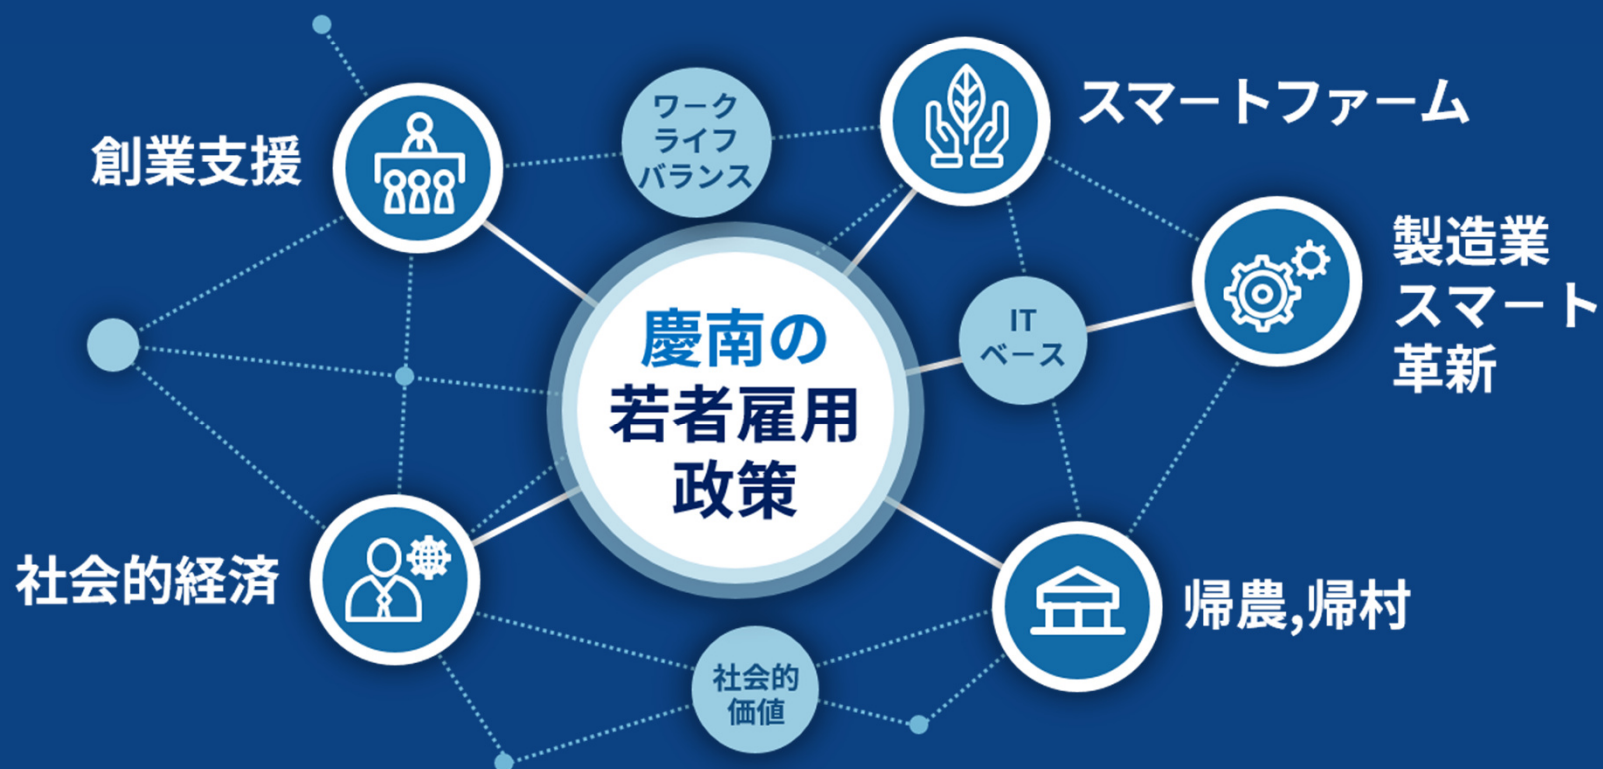 創業支援
ワーク
ライフ
バランス
スマートファーム
製造業
スマート
革新
IT
ベース
慶南の
若者雇用
政策
社会的経済
帰農,帰村
社会的
価値